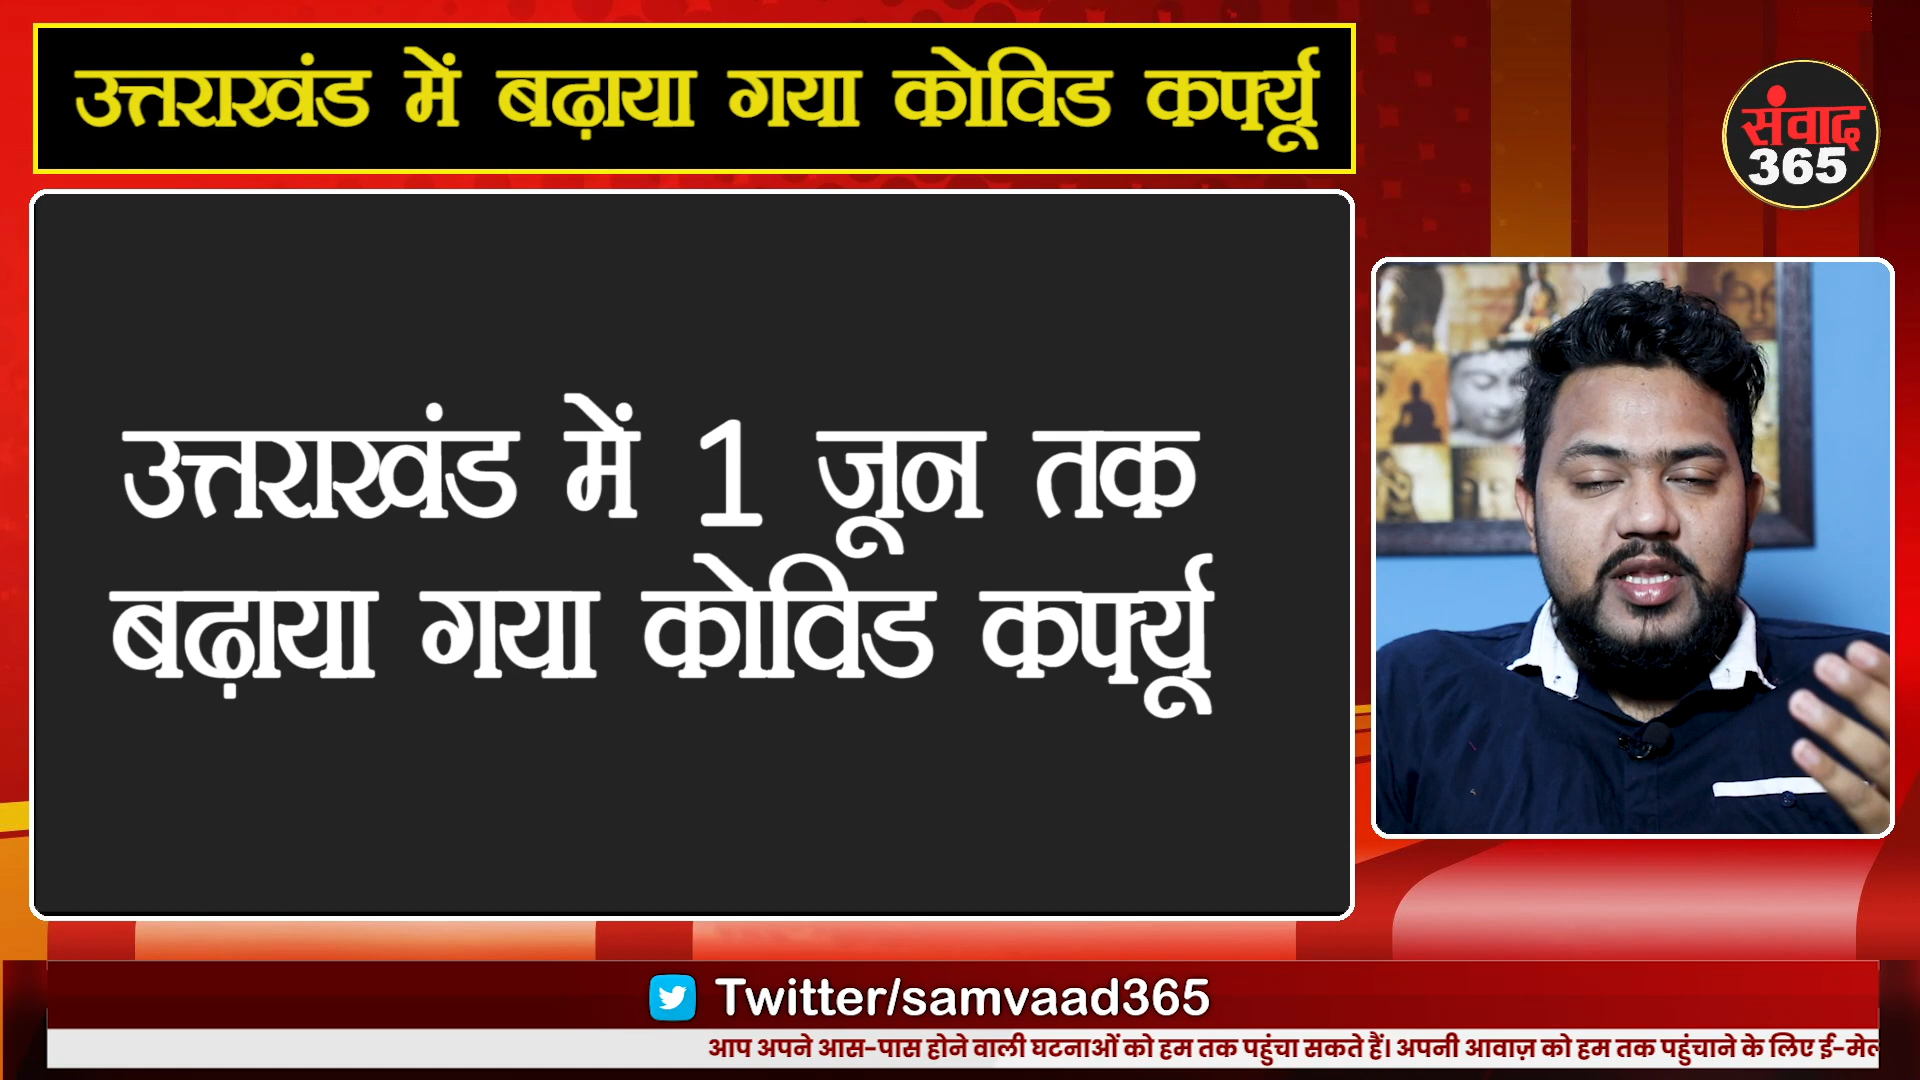 उत्तराखंड में बढ़ाया गया कोविड कर्फ्यू
संवाद
365
उत्तराखंड में 1 जून तक
बढ़ाया गया कोविड कर्फ्यू
Twitter/samvaad365
आप अपने आस-पास होने वाली घटनाओं को हम तक पहुंचा सकते हैं। अपनी आवाज़ को हम तक पहुंचाने के लिए ई-मेल